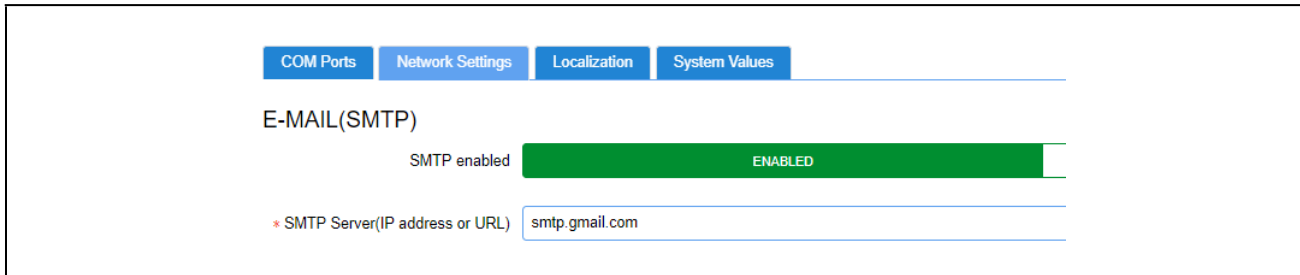 COM Ports Network Settings Localization System Values
E-MAIL(SMTP)
SMTP enabled ENABLED
* SMTP Server(IP address or URL) smtp.gmail.com